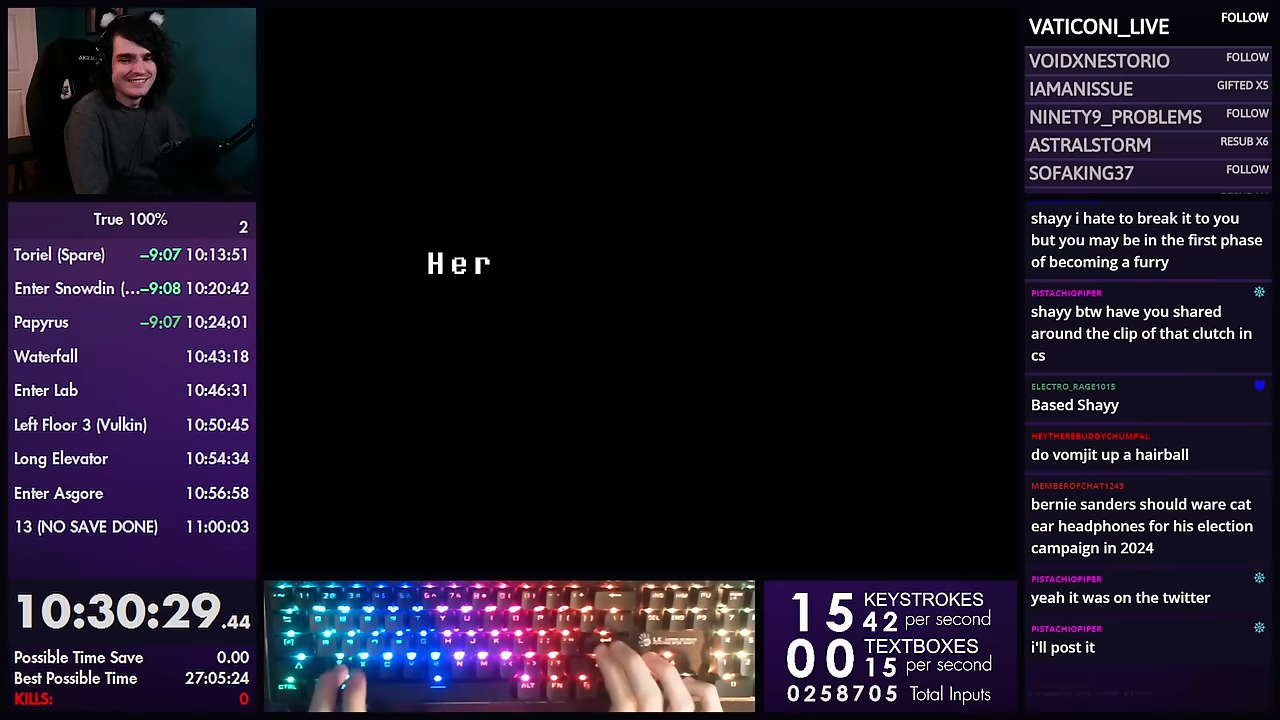 True 100%
2
Toriel (Spare) −9:07 10:13:51
Enter Snowdin (... −9:08 10:20:42
Papyrus −9:07 10:24:01
Waterfall 10:43:18
Enter Lab 10:46:31
Left Floor 3 (Vulkin) 10:50:45
Long Elevator 10:54:34
Enter Asgore 10:56:58
13 (NO SAVE DONE) 11:00:03
10:30:29.44
Possible Time Save 0.00
Best Possible Time 27:05:24
KILLS: 0
Her
15 KEYSTROKES
42 per second
00 TEXTBOXES
15 per second
0258705 Total Inputs
VATICONI_LIVE FOLLOW
VOIDXNESTORIO FOLLOW
IAMANISSUE GIFTED X5
NINETY9_PROBLEMS FOLLOW
ASTRALSTORM RESUB X6
SOFAKING37 FOLLOW
shayy i hate to break it to you
but you may be in the first phase
of becoming a furry
PISTACHIOPIPER
shayy btw have you shared
around the clip of that clutch in
cs
ELECTRO_RAGE1015
Based Shayy
HEYTHEREBUDDYCHUMPAL
do vomjit up a hairball
MEMBEROFCHAT1243
bernie sanders should ware cat
ear headphones for his election
campaign in 2024
PISTACHIOPIPER
yeah it was on the twitter
PISTACHIOPIPER
i'll post it